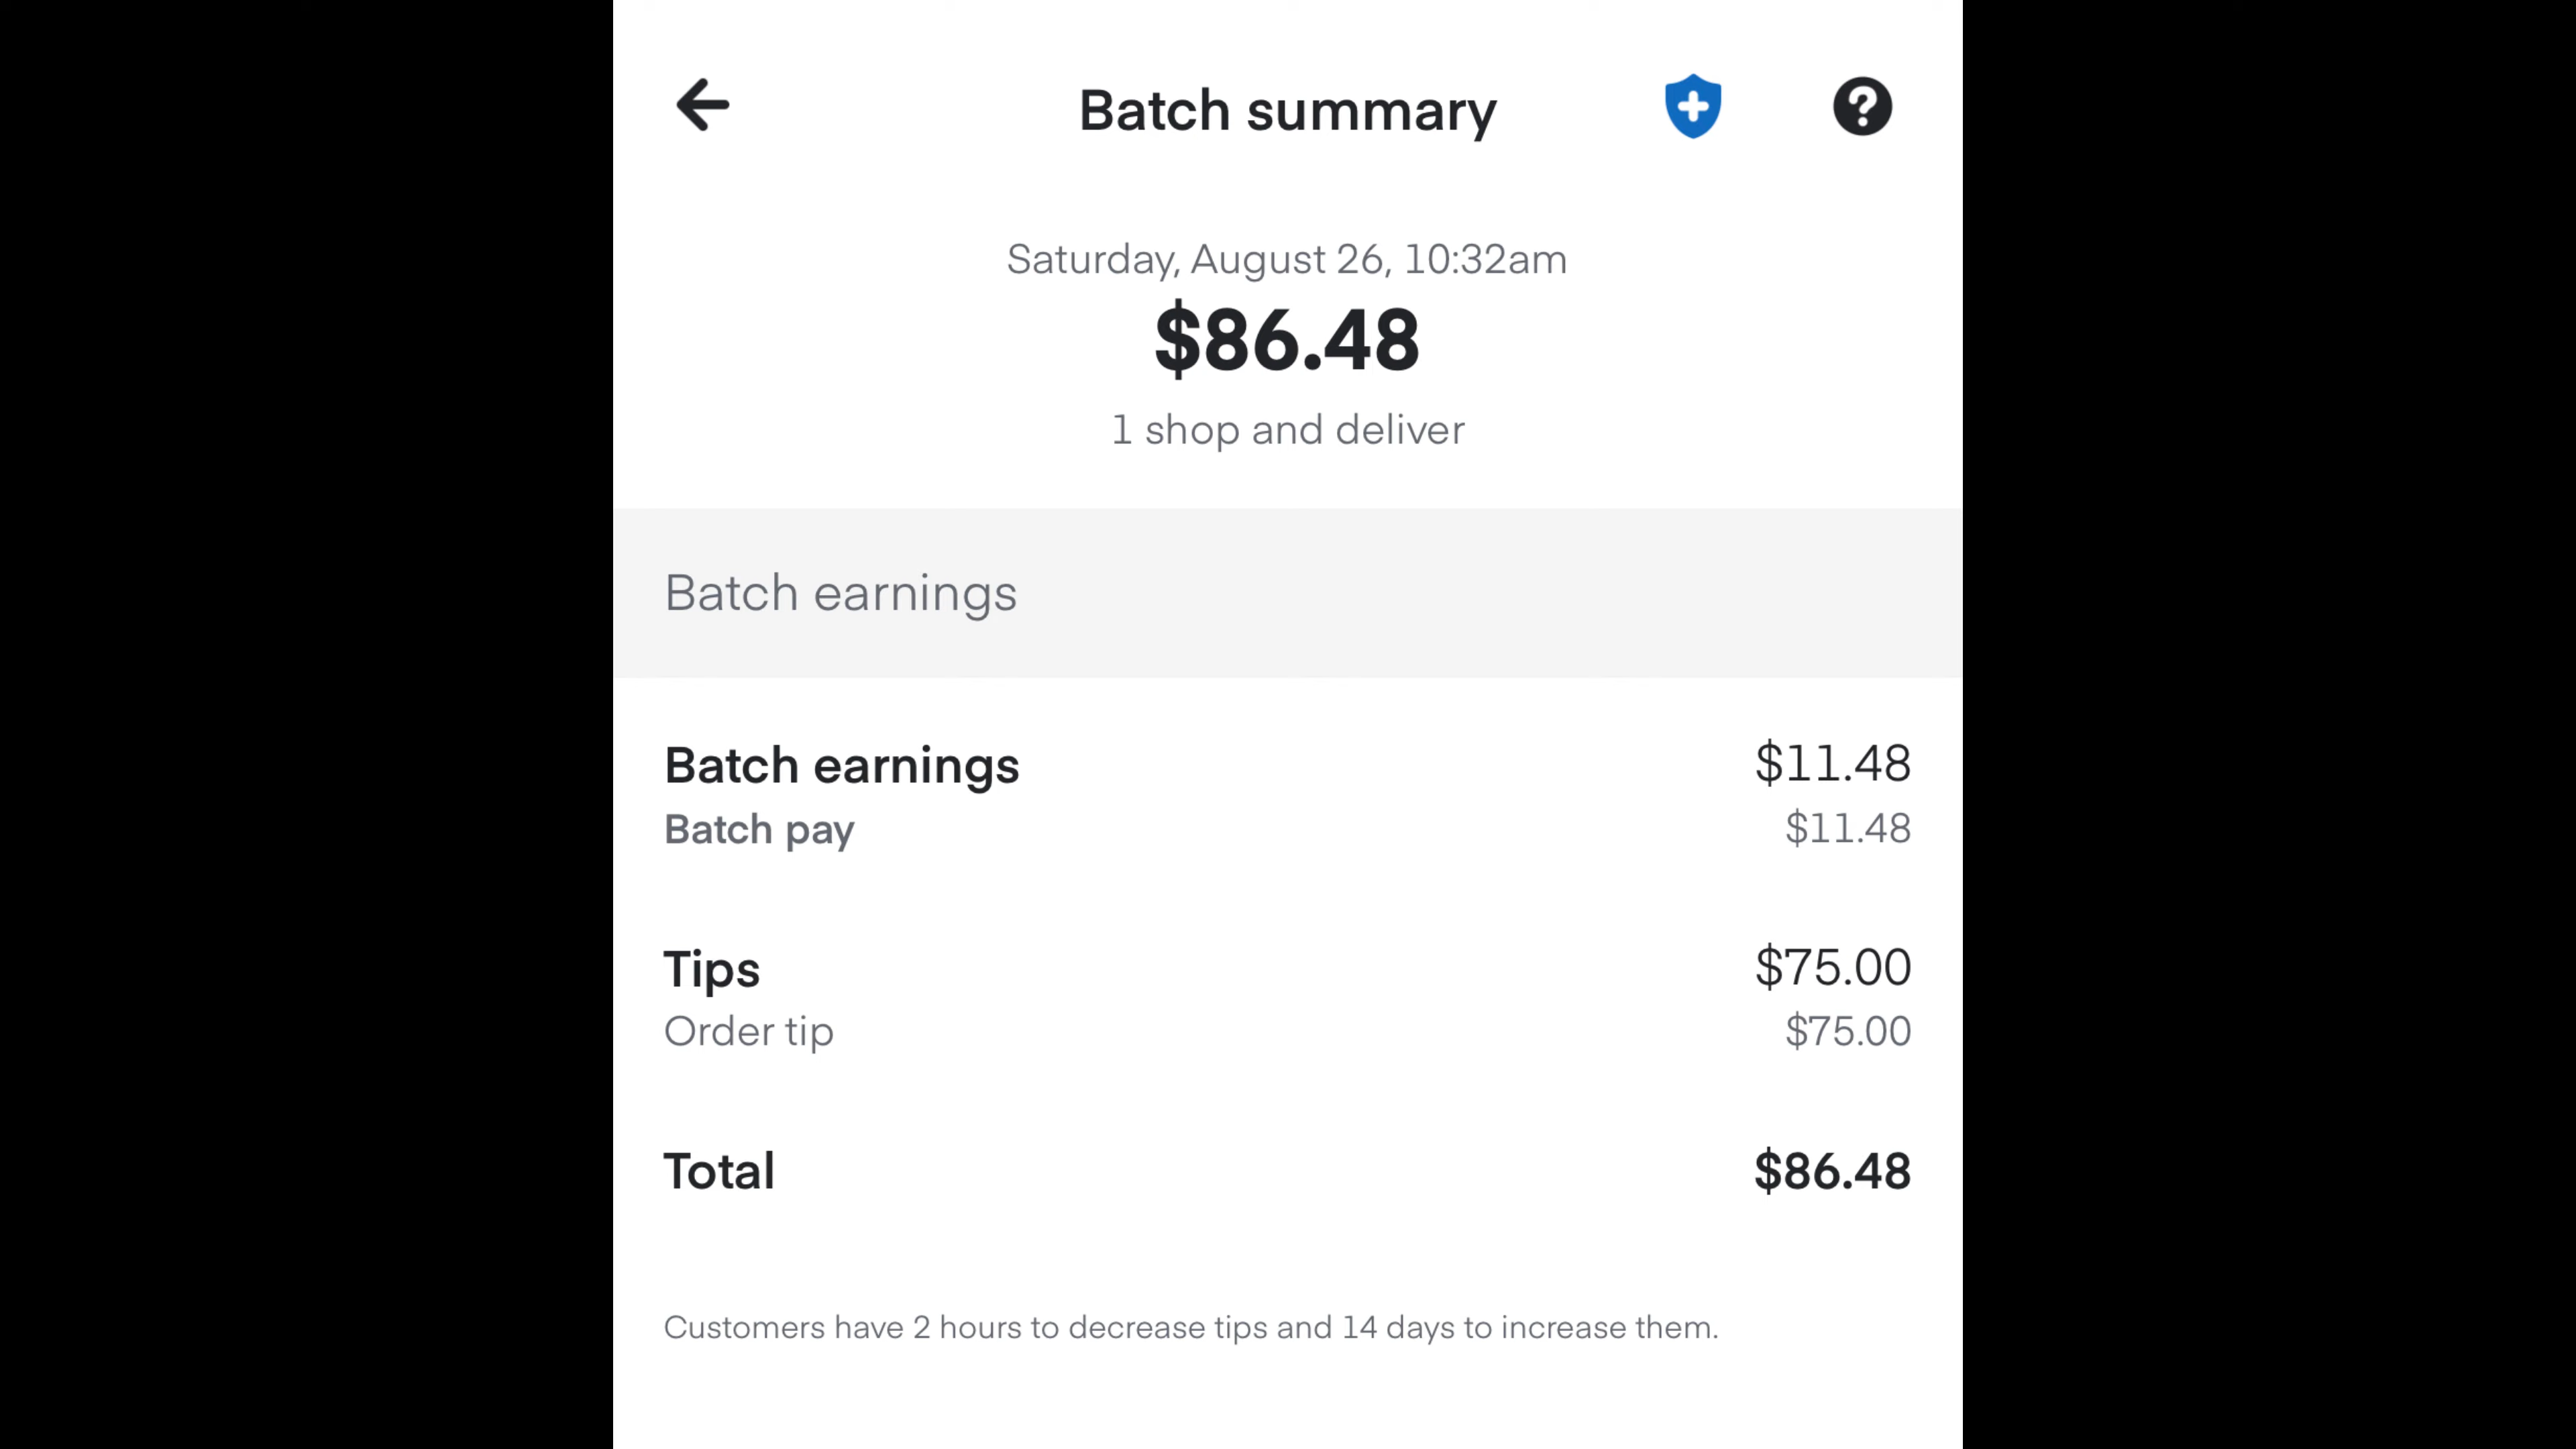 Batch summary
Saturday, August 26, 10:32am
$86.48
1 shop and deliver
Batch earnings
Batch earnings $11.48
Batch pay $11.48
Tips $75.00
Order tip $75.00
Total $86.48
Customers have 2 hours to decrease tips and 14 days to increase them.